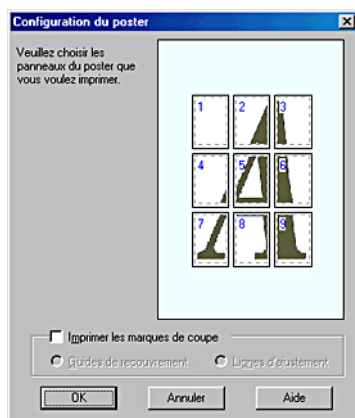 Configuration du poster
Veuillez choisir les
panneaux du poster que
vous voulez imprimer.
1 2 3
4 5 6
7 8 9
Imprimer les marques de coupe
Guides de recouvrement Lignes d'ajustement
OK Annuler Aide